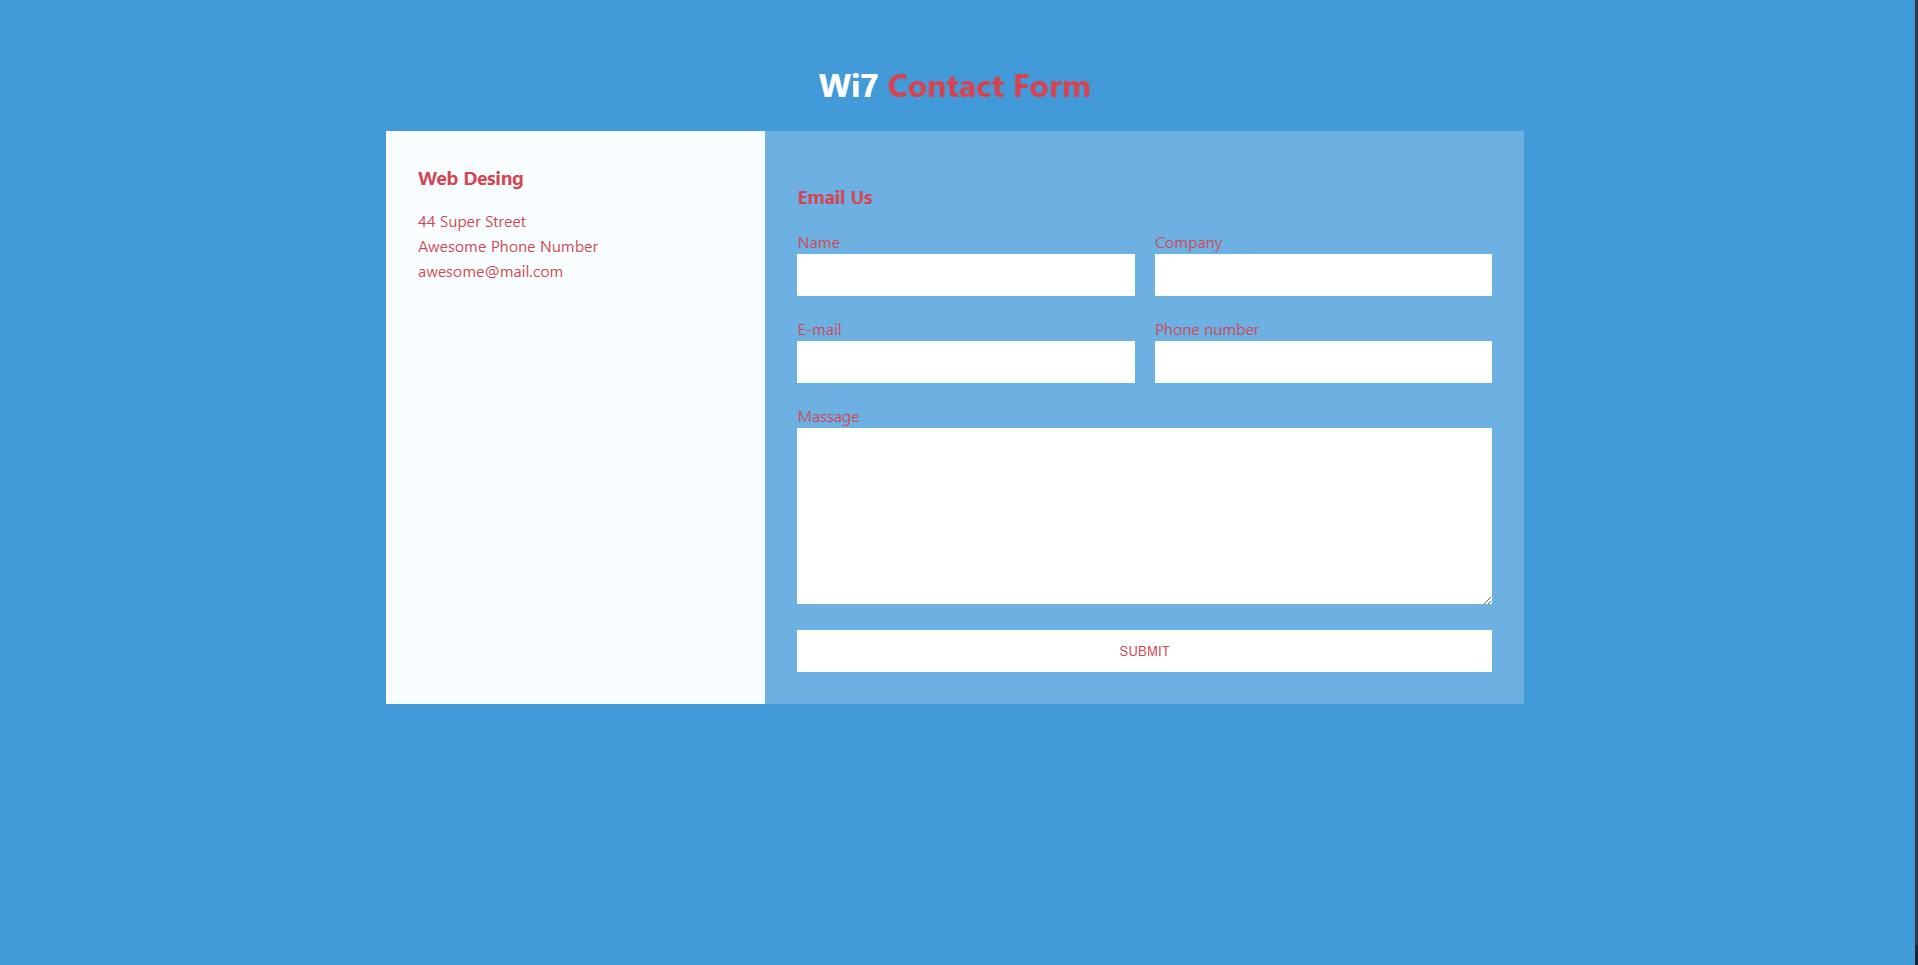 Wi7 Contact Form
Web Desing
44 Super Street
Awesome Phone Number
awesome@mail.com
Email Us
Name
Company
E-mail
Phone number
Massage
SUBMIT